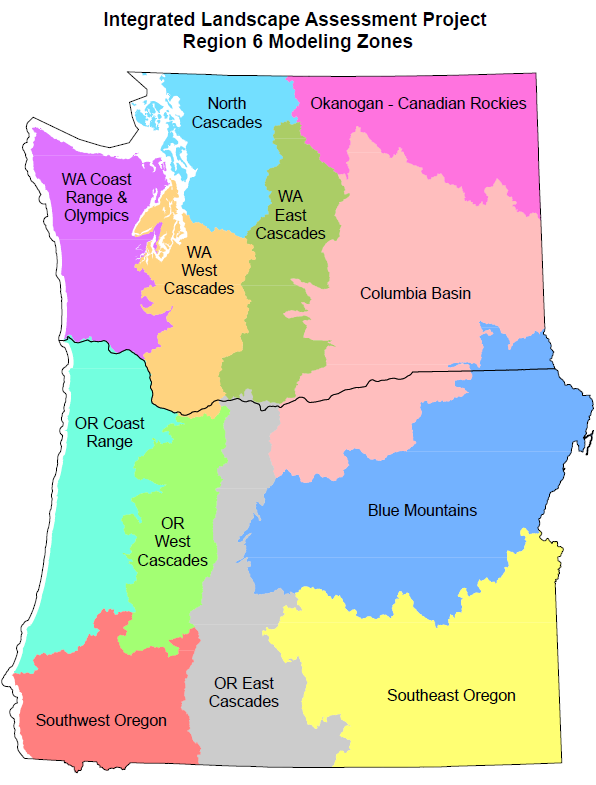 Integrated Landscape Assessment Project
Region 6 Modeling Zones
North
Cascades
Okanogan - Canadian Rockies
WA Coast
Range &
Olympics
WA
East
Cascades
WA
West
Cascades
Columbia Basin
OR Coast
Range
OR
West
Cascades
Blue Mountains
OR East
Cascades
Southeast Oregon
Southwest Oregon